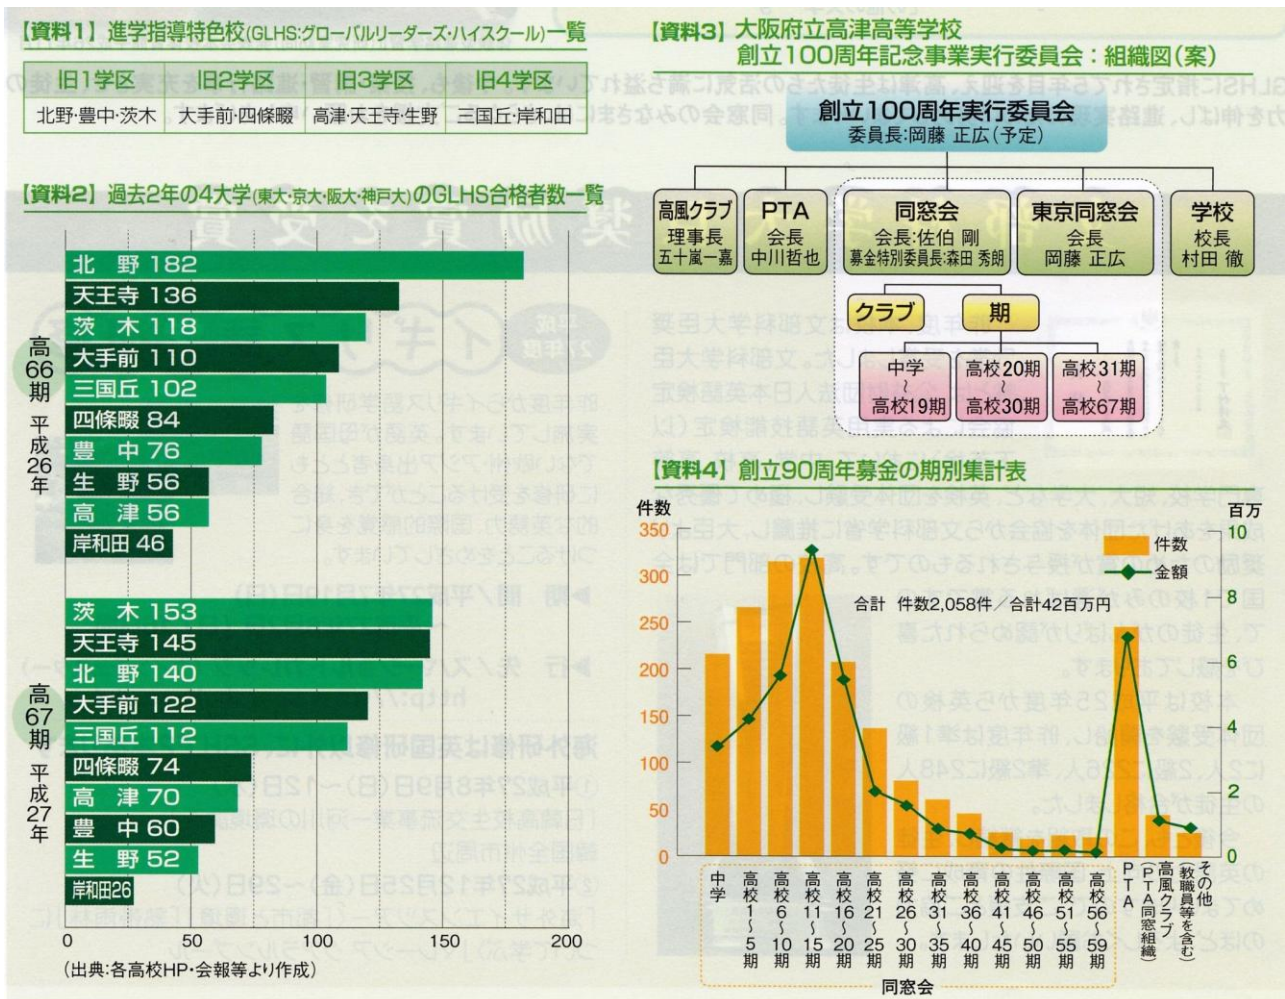 【資料1】進学指導特色校(GLHS:グローバルリーダーズ・ハイスクール)一覧
旧1学区 旧2学区 旧3学区 旧4学区
北野・豊中・茨木 大手前・四條畷 高津・天王寺・生野 三国丘・岸和田
【資料2】過去2年の4大学(東大・京大・阪大・神戸大)のGLHS合格者数一覧
高66期 平成26年
北野 182
天王寺 136
茨木 118
大手前 110
三国丘 102
四條畷 84
豊中 76
生野 56
高津 56
岸和田 46
高67期 平成27年
茨木 153
天王寺 145
北野 140
大手前 122
三国丘 112
四條畷 74
高津 70
豊中 60
生野 52
岸和田26
0 50 100 150 200
(出典:各高校HP・会報等より作成)
【資料3】大阪府立高津高等学校
創立100周年記念事業実行委員会:組織図(案)
創立100周年実行委員会
委員長:岡藤 正広(予定)
高風クラブ
理事長
五十嵐一嘉
PTA
会長
中川哲也
同窓会
会長:佐伯 剛
募金特別委員長:森田 秀朗
東京同窓会
会長
岡藤 正広
学校
校長
村田 徹
クラブ 期
中学
〜
高校19期
高校20期
〜
高校30期
高校31期
〜
高校67期
【資料4】創立90周年募金の期別集計表
件数
350
300
250
200
150
100
50
0
百万
10
8
6
4
2
0
件数
金額
合計 件数2,058件/合計42百万円
中学
高校1〜5期
高校6〜10期
高校11〜15期
高校16〜20期
高校21〜25期
高校26〜30期
高校31〜35期
高校36〜40期
高校41〜45期
高校46〜50期
高校51〜55期
高校56〜59期
PTA
高風クラブ
(PTA同窓組織)
その他
(教職員等を含む)
同窓会